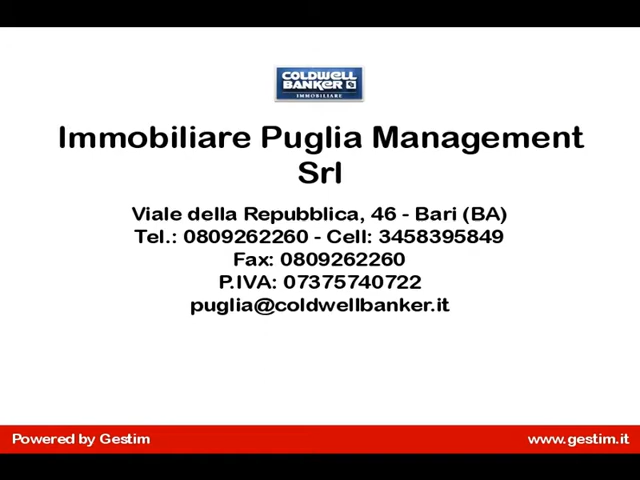 COLDWELL
BANKER
IMMOBILIARE
Immobiliare Puglia Management
Srl
Viale della Repubblica, 46 - Bari (BA)
Tel.: 0809262260 - Cell: 3458395849
Fax: 0809262260
P.IVA: 07375740722
puglia@coldwellbanker.it
Powered by Gestim
www.gestim.it